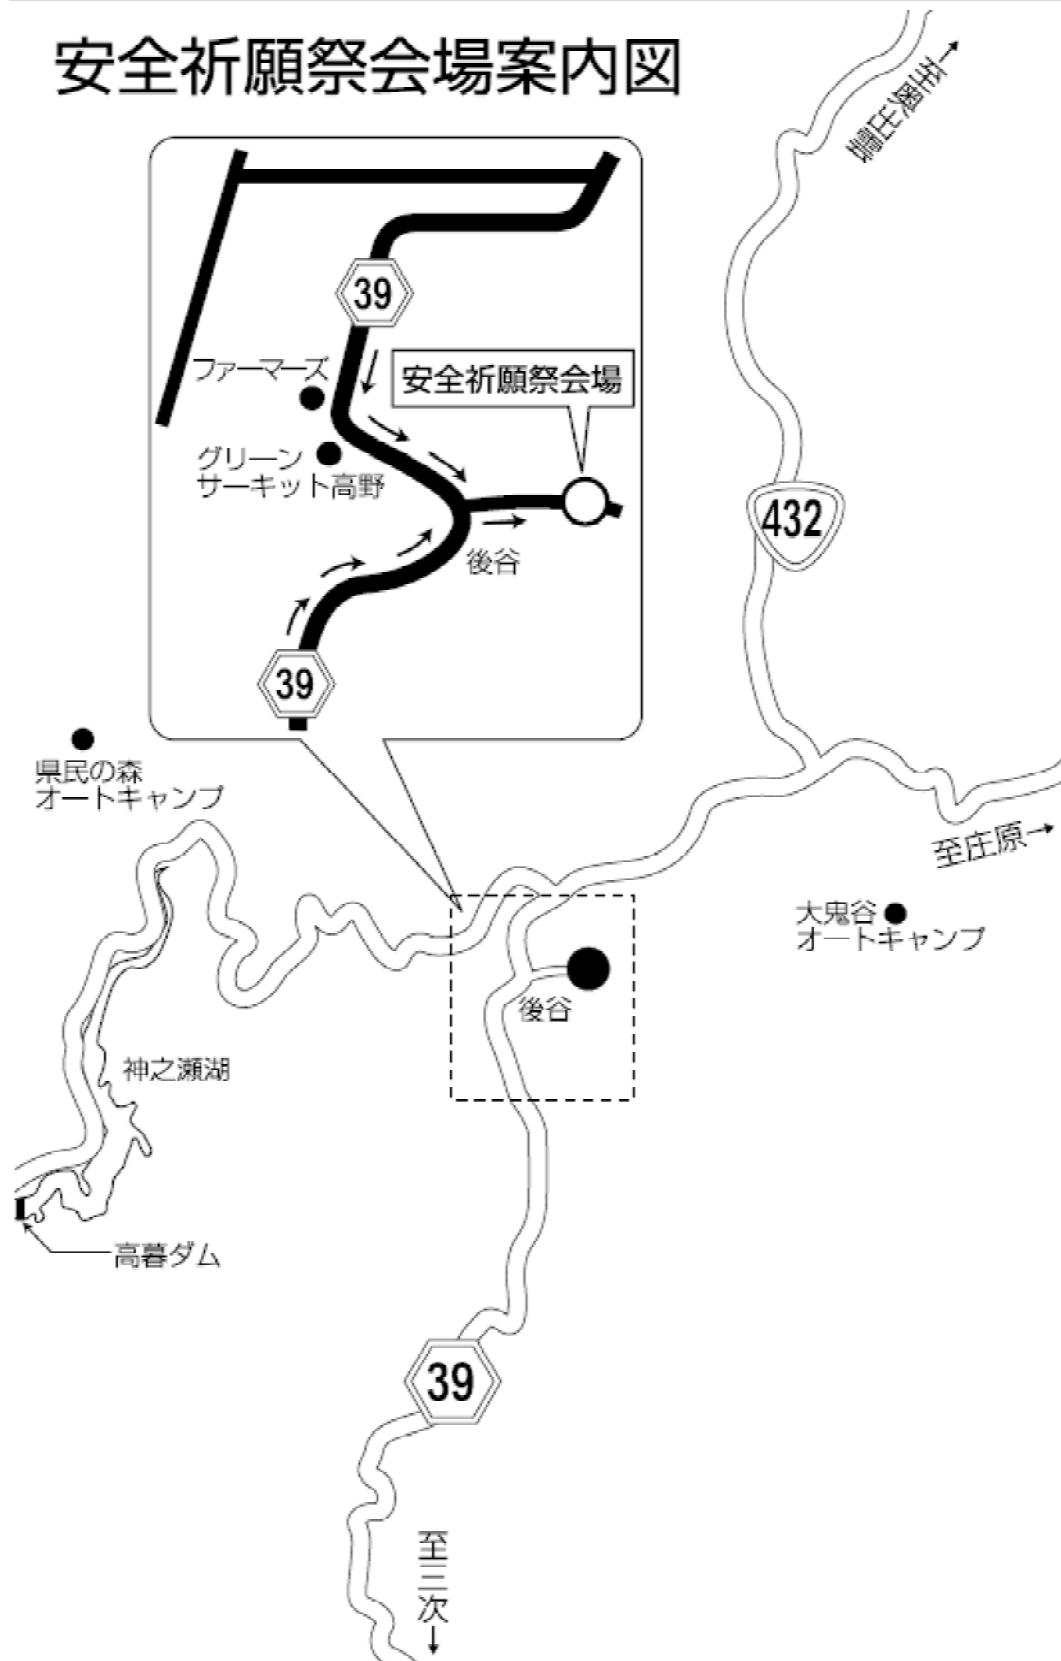 安全祈願祭会場案内図
至奥出雲
39
ファーマーズ
安全祈願祭会場
グリーン
サーキット高野
後谷
432
39
県民の森
オートキャンプ
至庄原
大鬼谷
オートキャンプ
後谷
神之瀬湖
高暮ダム
39
至三次